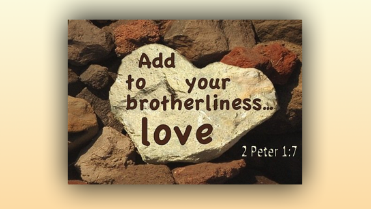 Add
to your
brotherliness...
love
2 Peter 1:7